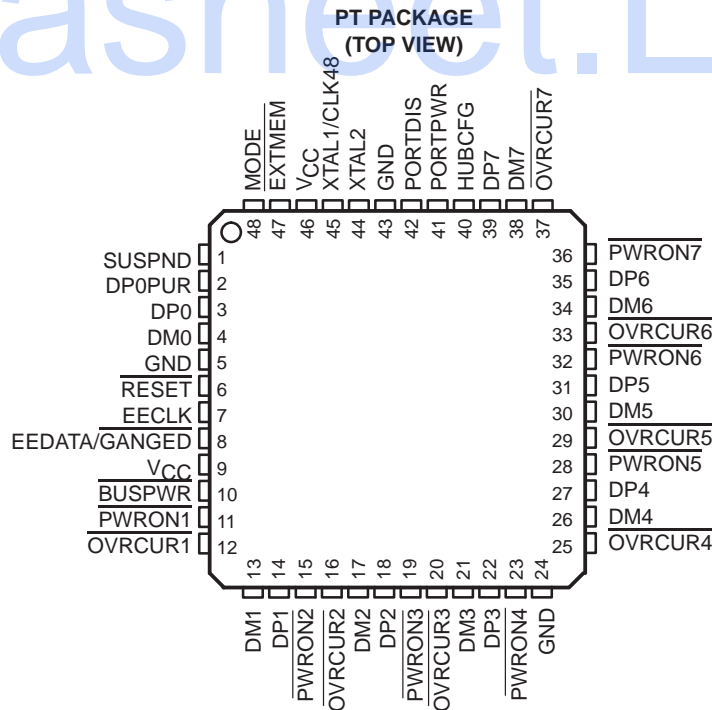 asheet.
PT PACKAGE
(TOP VIEW)
MODE
EXTMEM
VCC
XTAL1/CLK48
XTAL2
GND
PORTDIS
PORTPWR
HUBCFG
DP7
DM7
OVRCUR7
48
47
46
45
44
43
42
41
40
39
38
37
SUSPND 1
DP0PUR 2
DP0 3
DM0 4
GND 5
RESET 6
EECLK 7
EEDATA/GANGED 8
VCC 9
BUSPWR 10
PWRON1 11
OVRCUR1 12
36 PWRON7
35 DP6
34 DM6
33 OVRCUR6
32 PWRON6
31 DP5
30 DM5
29 OVRCUR5
28 PWRON5
27 DP4
26 DM4
25 OVRCUR4
13
14
15
16
17
18
19
20
21
22
23
24
DM1
DP1
PWRON2
OVRCUR2
DM2
DP2
PWRON3
OVRCUR3
DM3
DP3
PWRON4
GND